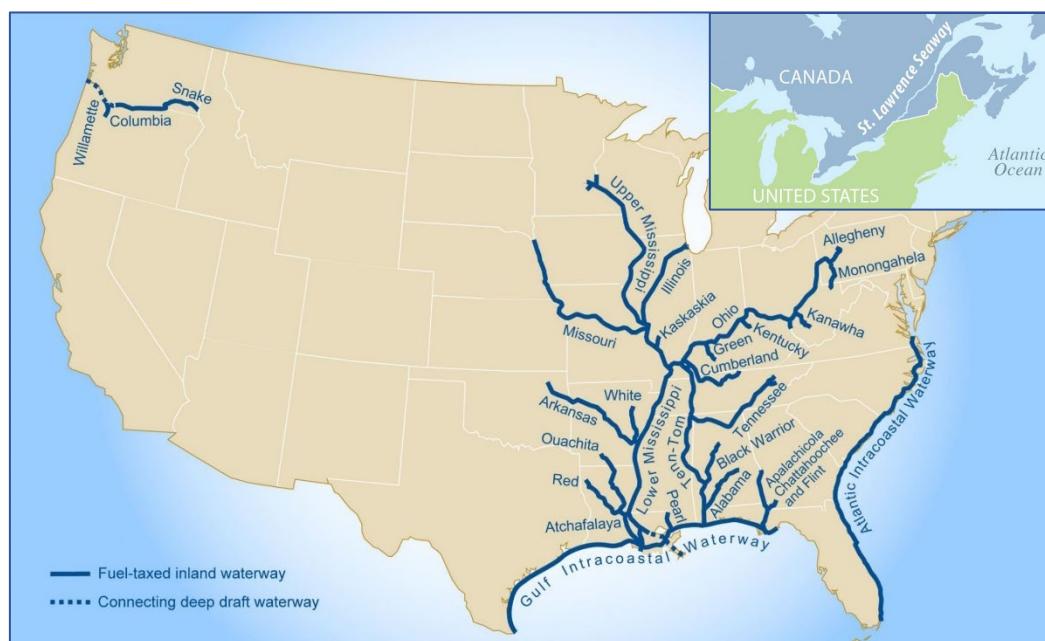 CANADA
St. Lawrence Seaway
Atlantic
Ocean
UNITED STATES
Snake
Columbia
Willamette
Upper Mississippi
Illinois
Allegheny
Monongahela
Missouri
Kaskaskia
Ohio
Green
Kentucky
Kanawha
Cumberland
White
Arkansas
Ouachita
Red
Lower Mississippi
Tenn-Tom
Tennessee
Black Warrior
Alabama
Apalachicola
Chattahoochee
and Flint
Pearl
Atchafalaya
Atlantic Intracoastal Waterway
Gulf Intracoastal Waterway
Fuel-taxed inland waterway
Connecting deep draft waterway